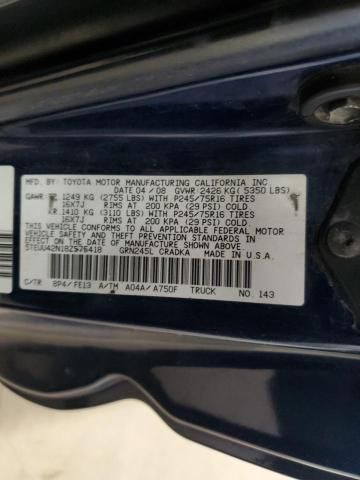 MFD. BY: TOYOTA MOTOR MANUFACTURING CALIFORNIA INC
DATE 04/08 GVWR 2426 KG( 5350 LBS)
GAWR 1249 KG (2755 LBS) WITH P245/75R16 TIRES
16X7J RIMS AT 200 KPA (29 PSI) COLD
RR 1410 KG (3110 LBS) WITH P245/75R16 TIRES
16X7J RIMS AT 200 KPA (29 PSI) COLD
THIS VEHICLE CONFORMS TO ALL APPLICABLE FEDERAL
MOTOR VEHICLE SAFETY AND THEFT PREVENTION STANDARDS IN
EFFECT ON THE DATE OF MANUFACTURE SHOWN ABOVE.
5TEUU42N18Z576418 GRN245L CRADKA MADE IN U.S.A.
C/TR 8P4/FE13 A/TM A04A/A750F TRUCK NO. 143